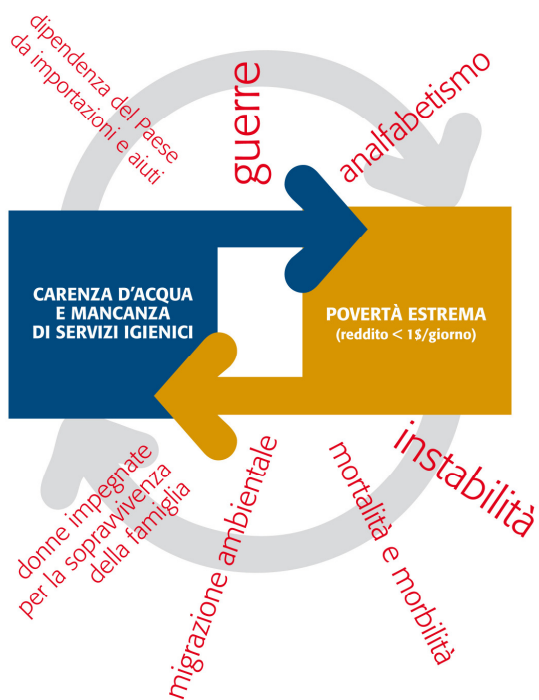 dipendenza del Paese
da importazioni e aiuti
guerre
analfabetismo
CARENZA D'ACQUA
E MANCANZA
DI SERVIZI IGIENICI
POVERTÀ ESTREMA
(reddito < 1$/giorno)
donne impegnate
per la sopravvivenza
della famiglia
migrazione ambientale
mortalità e morbilità
instabilità